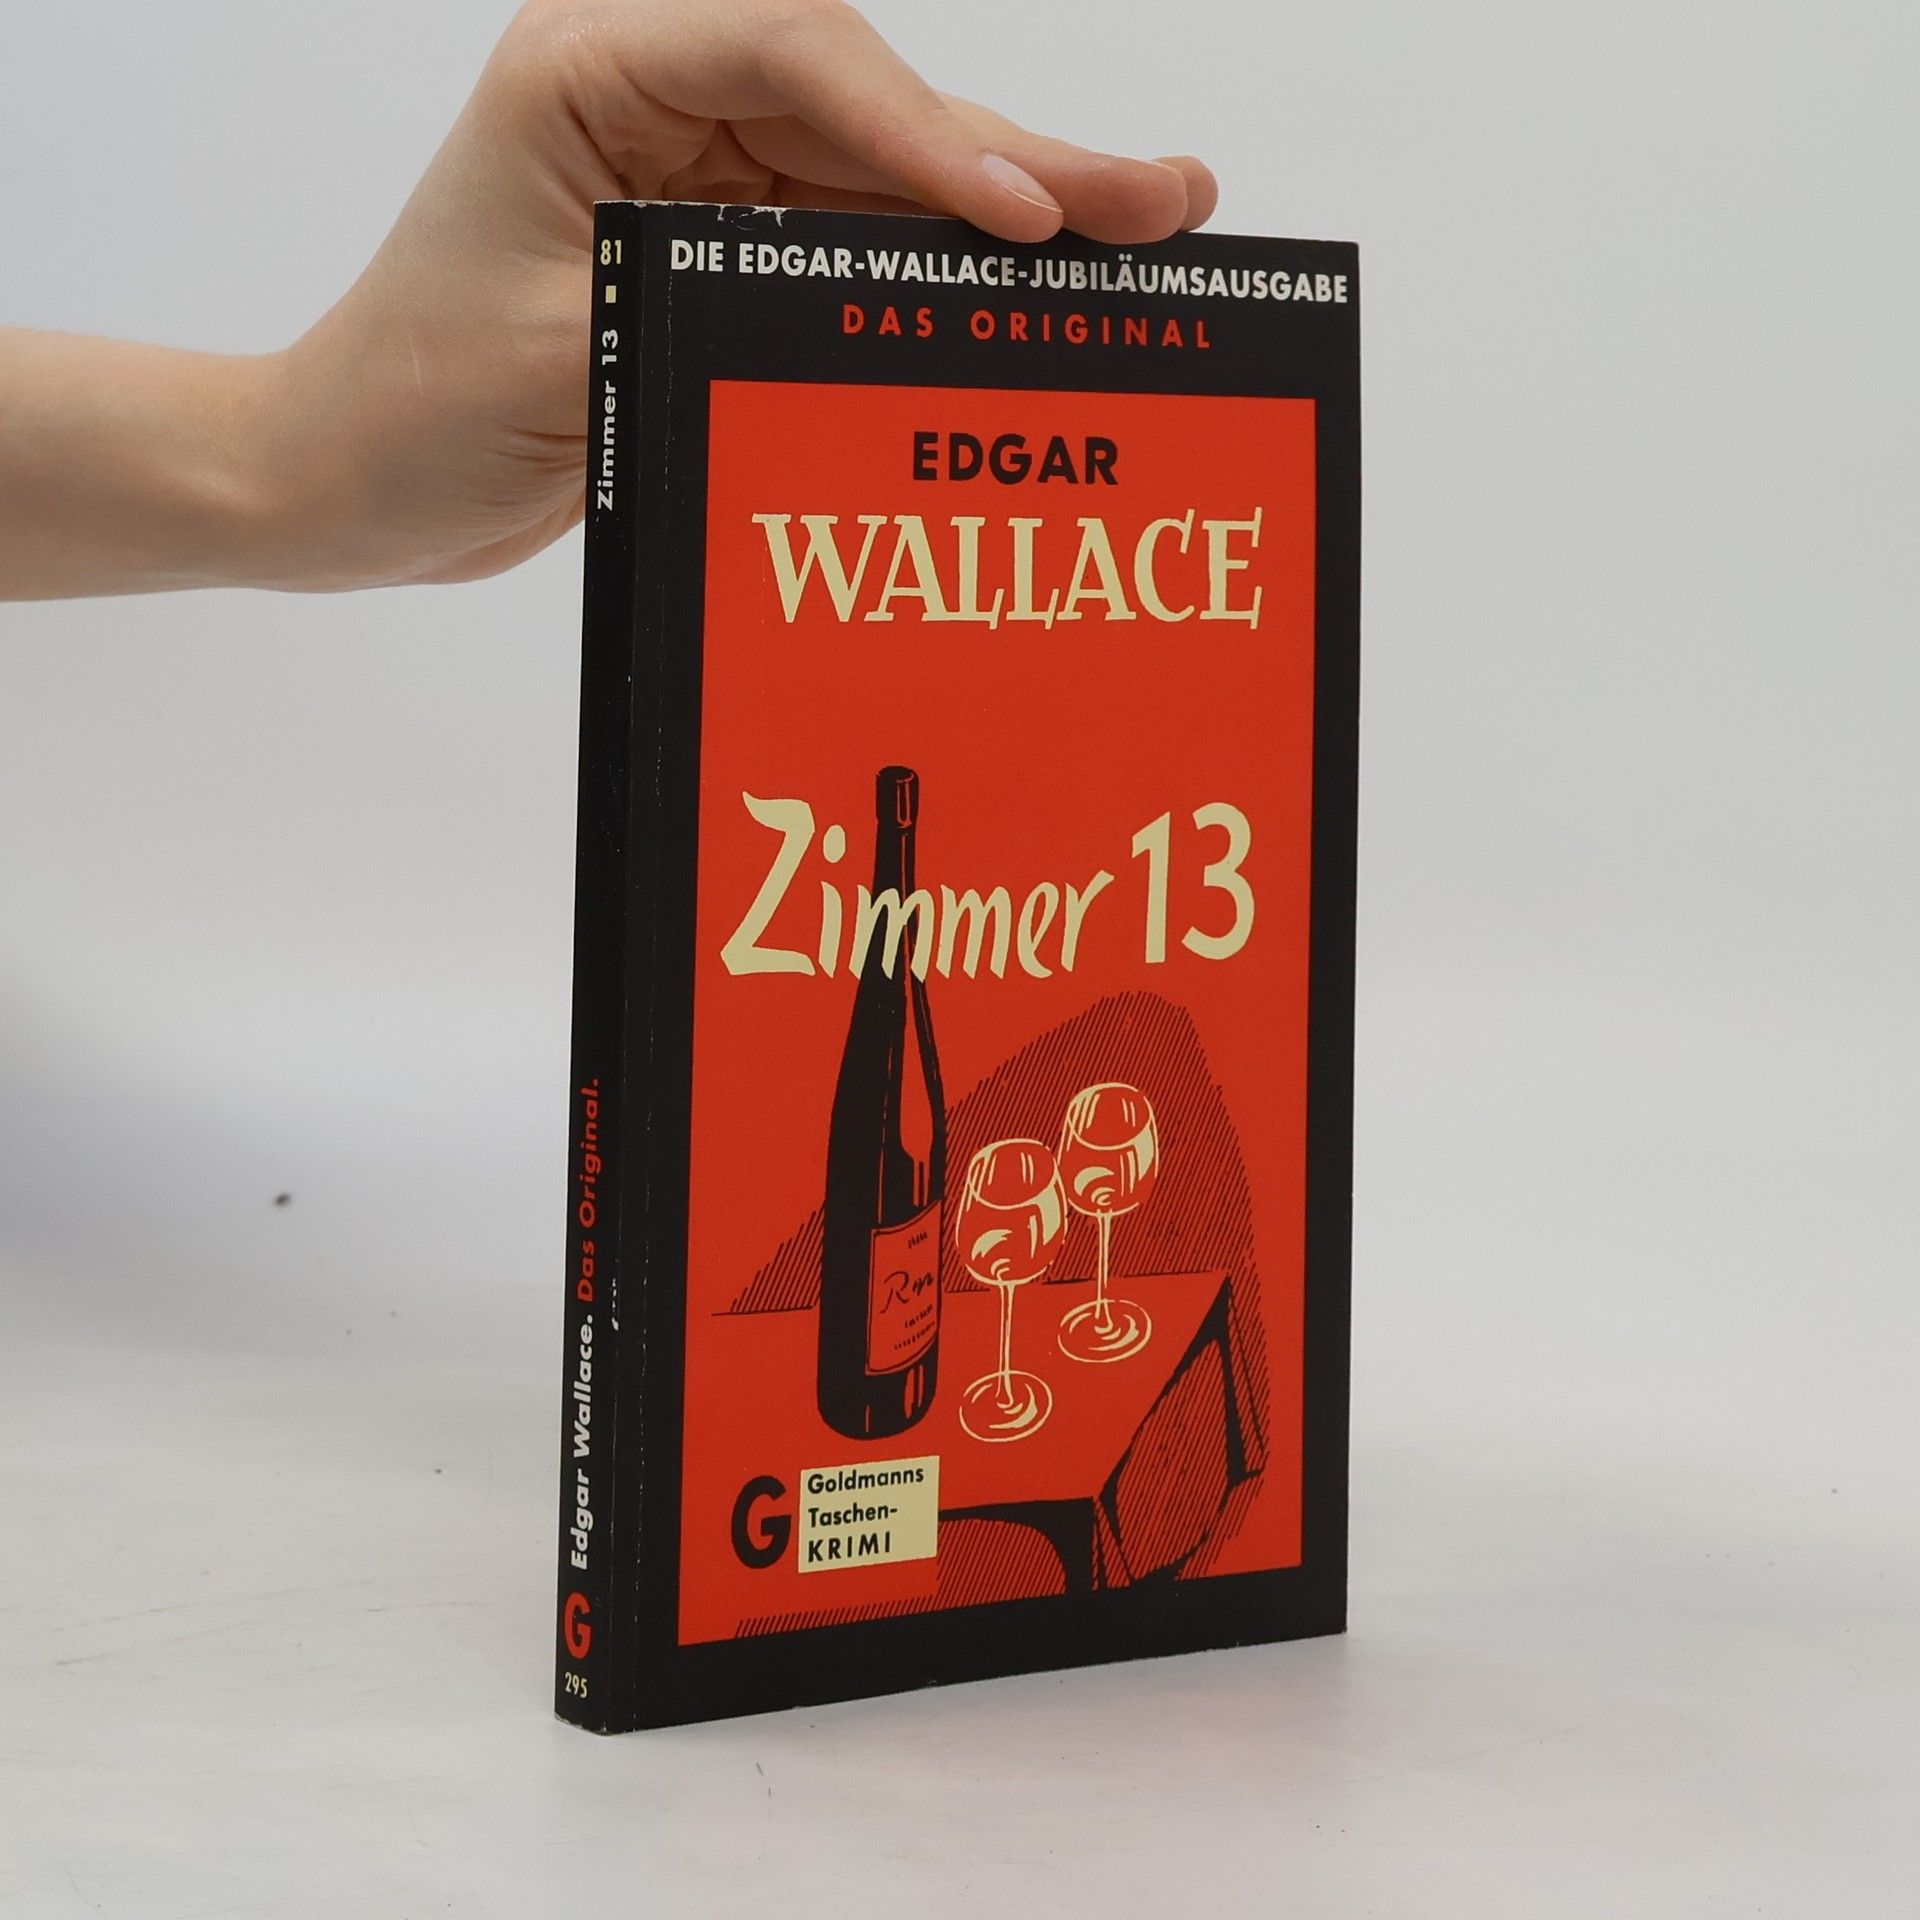 DIE EDGAR-WALLACE-JUBILÄUMSAUSGABE
DAS ORIGINAL
EDGAR
WALLACE
Zimmer 13
G
Goldmanns
Taschen-
KRIMI
81
Zimmer 13
Edgar Wallace. Das Original.
G
295